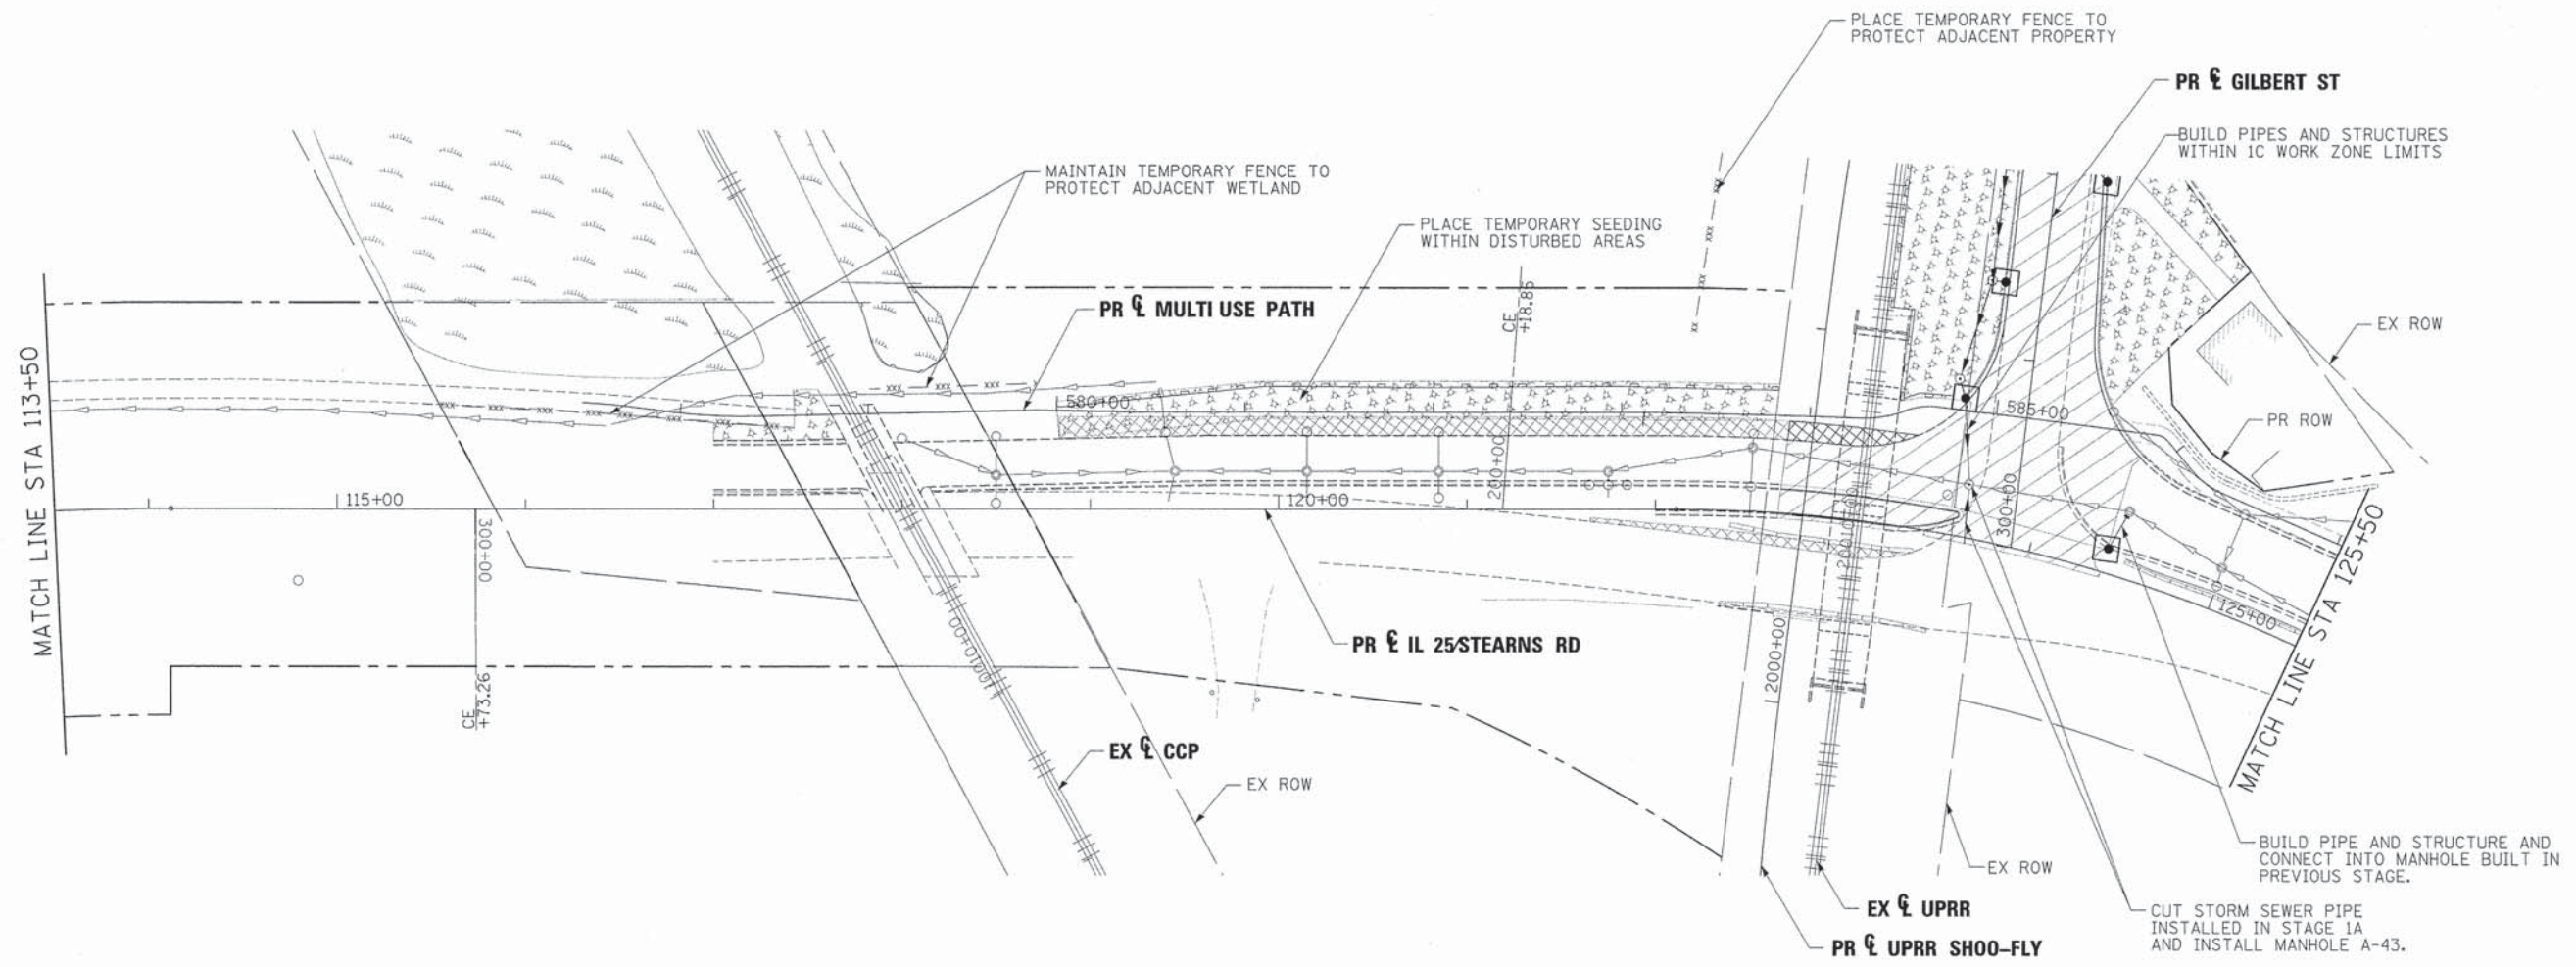 PLACE TEMPORARY FENCE TO
PROTECT ADJACENT PROPERTY
PR ℄ GILBERT ST
BUILD PIPES AND STRUCTURES
WITHIN 1C WORK ZONE LIMITS
MAINTAIN TEMPORARY FENCE TO
PROTECT ADJACENT WETLAND
PLACE TEMPORARY SEEDING
WITHIN DISTURBED AREAS
PR ℄ MULTI USE PATH
CE
+18.85
EX ROW
MATCH LINE STA 113+50
580+00
585+00
PR ROW
200+00
115+00
120+00
300+00
300+00
125+00
MATCH LINE STA 125+50
PR ℄ IL 25/STEARNS RD
2000+00
CE
+73.26
EX ℄ CCP
EX ROW
EX ROW
BUILD PIPE AND STRUCTURE AND
CONNECT INTO MANHOLE BUILT IN
PREVIOUS STAGE.
EX ℄ UPRR
PR ℄ UPRR SHOO-FLY
CUT STORM SEWER PIPE
INSTALLED IN STAGE 1A
AND INSTALL MANHOLE A-43.